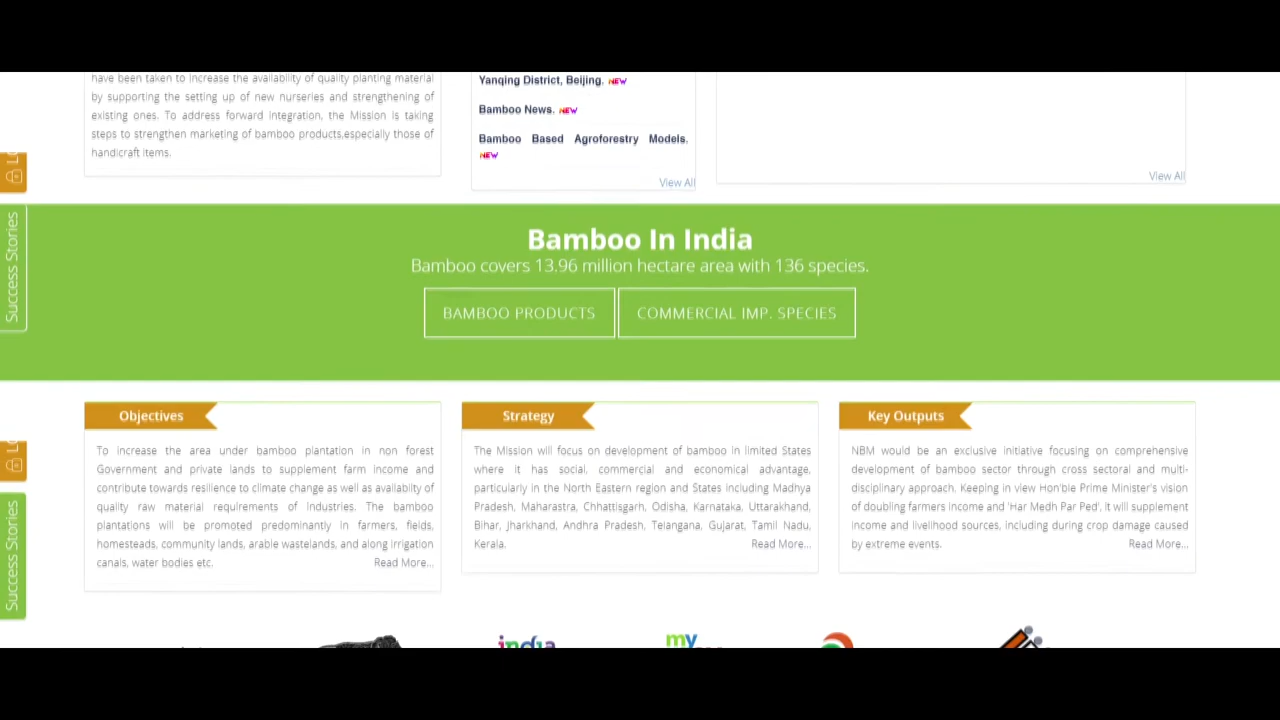 have been taken to increase the availability of quality planting material
by supporting the setting up of new nurseries and strengthening of
existing ones. To address forward integration, the Mission is taking
steps to strengthen marketing of bamboo products,especially those of
handicraft items.
Yanqing District, Beijing. NEW
Bamboo News. NEW
Bamboo Based Agroforestry Models.
NEW
View All
View All
Success Stories
Bamboo In India
Bamboo covers 13.96 million hectare area with 136 species.
BAMBOO PRODUCTS
COMMERCIAL IMP. SPECIES
Objectives
To increase the area under bamboo plantation in non forest
Government and private lands to supplement farm income and
contribute towards resilience to climate change as well as availability of
quality raw material requirements of industries. The bamboo
plantations will be promoted predominantly in farmers, fields,
homesteads, community lands, arable wastelands, and along irrigation
canals, water bodies etc.
Read More...
Strategy
The Mission will focus on development of bamboo in limited States
where it has social, commercial and economical advantage,
particularly in the North Eastern region and States including Madhya
Pradesh, Maharastra, Chhattisgarh, Odisha, Karnataka, Uttarakhand,
Bihar, Jharkhand, Andhra Pradesh, Telangana, Gujarat, Tamil Nadu,
Kerala.
Read More...
Key Outputs
NBM would be an exclusive initiative focusing on comprehensive
development of bamboo sector through cross sectoral and multi-
disciplinary approach. Keeping in view Hon'ble Prime Minister's vision
of doubling farmers income and 'Har Medh Par Ped', it will supplement
income and livelihood sources, including during crop damage caused
by extreme events.
Read More...
Success Stories
india
my